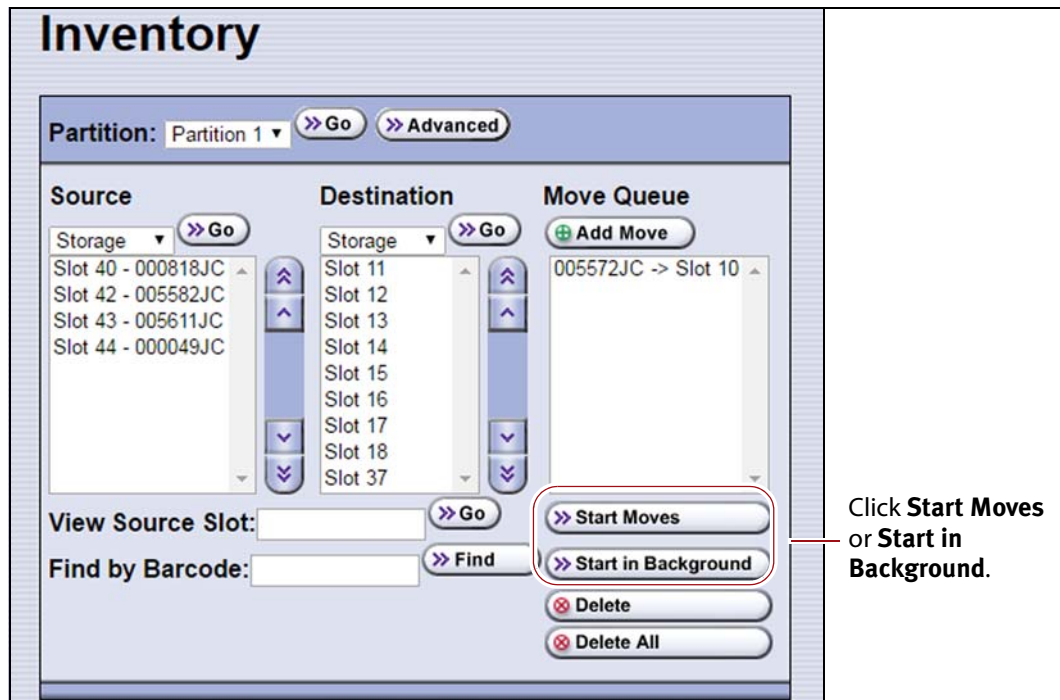 Inventory
Partition: Partition 1 Go Advanced
Source
Storage Go
Slot 40 - 000818JC
Slot 42 - 005582JC
Slot 43 - 005611JC
Slot 44 - 000049JC
Destination
Storage Go
Slot 11
Slot 12
Slot 13
Slot 14
Slot 15
Slot 16
Slot 17
Slot 18
Slot 37
Move Queue
Add Move
005572JC -> Slot 10
View Source Slot: Go
Find by Barcode: Find
Start Moves
Start in Background
Delete
Delete All
Click Start Moves
or Start in
Background.